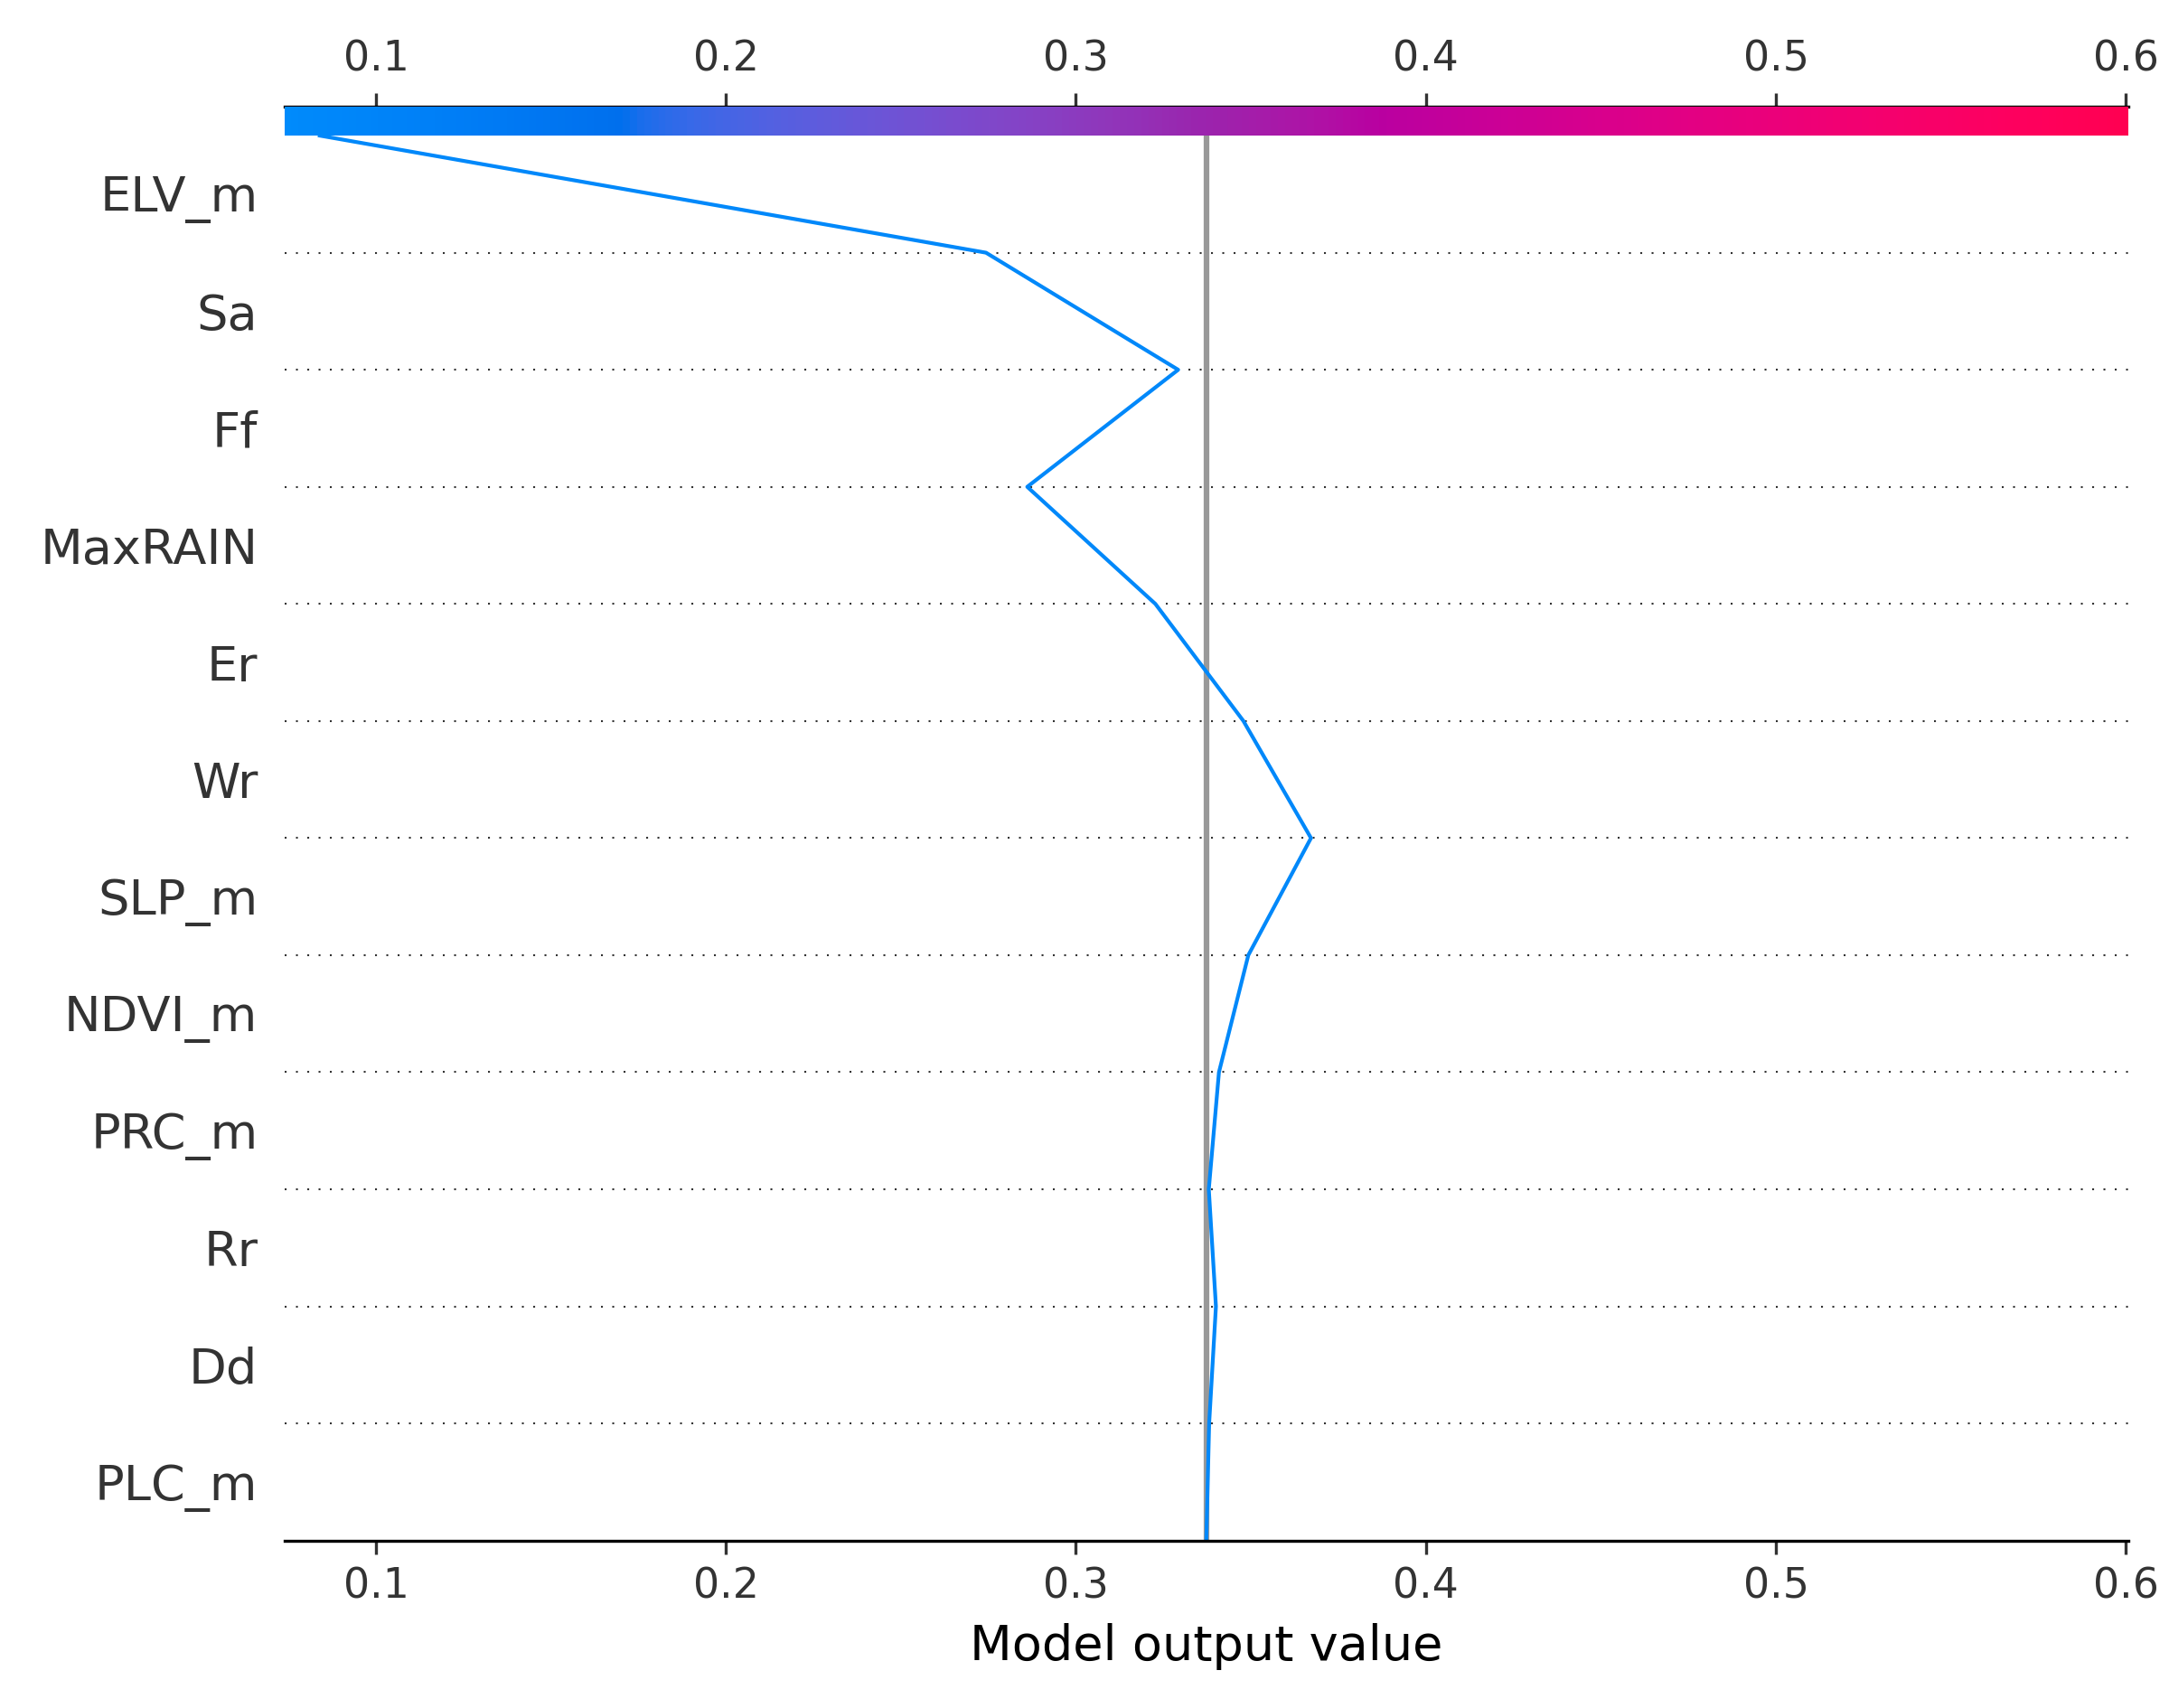 0.1 0.2 0.3 0.4 0.5 0.6
ELV_m
Sa
Ff
MaxRAIN
Er
Wr
SLP_m
NDVI_m
PRC_m
Rr
Dd
PLC_m
0.1 0.2 0.3 0.4 0.5 0.6
Model output value